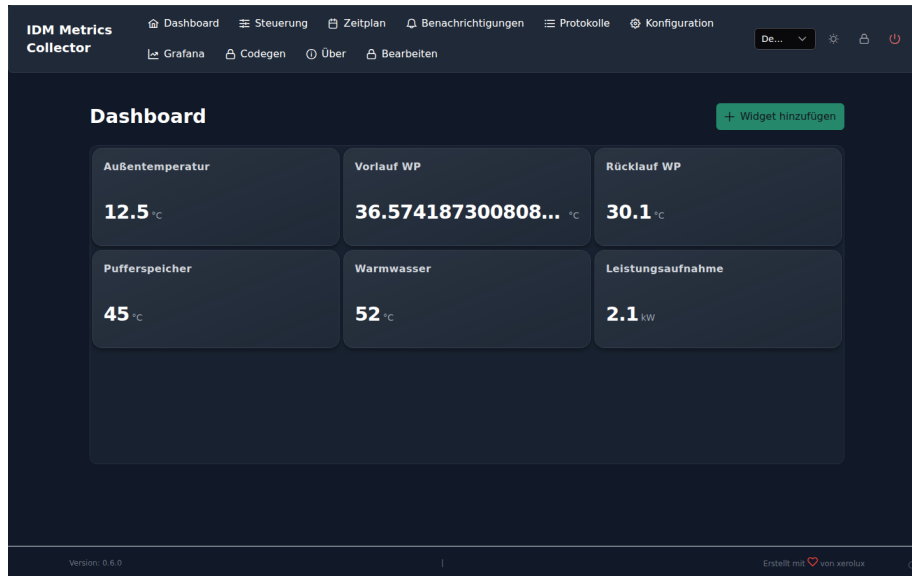 IDM Metrics
Collector
Dashboard Steuerung Zeitplan Benachrichtigungen Protokolle Konfiguration
Grafana Codegen Über Bearbeiten
De...
Dashboard
+ Widget hinzufügen
Außentemperatur Vorlauf WP Rücklauf WP
12.5 °C 36.574187300808... °C 30.1 °C
Pufferspeicher Warmwasser Leistungsaufnahme
45 °C 52 °C 2.1 kW
Version: 0.6.0 | Erstellt mit von xerolux